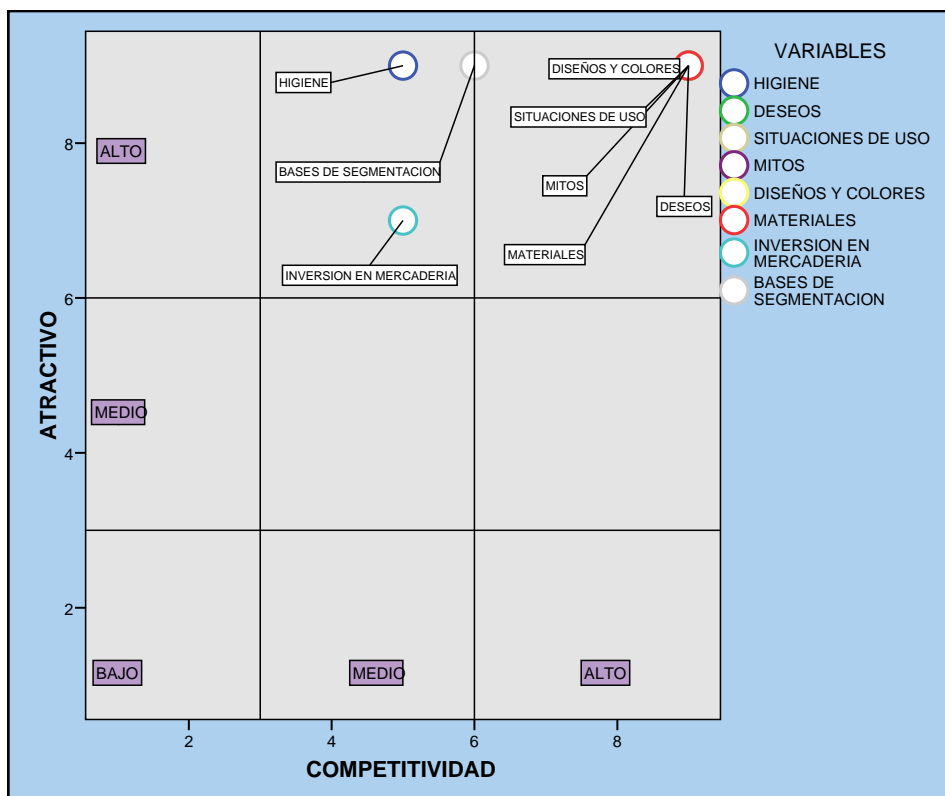 VARIABLES
HIGIENE
DESEOS
SITUACIONES DE USO
MITOS
DISEÑOS Y COLORES
MATERIALES
INVERSION EN
MERCADERIA
BASES DE
SEGMENTACION
DISEÑOS Y COLORES
HIGIENE
SITUACIONES DE USO
BASES DE SEGMENTACION
MITOS
DESEOS
MATERIALES
INVERSION EN MERCADERIA
ATRACTIVO
8
6
4
2
ALTO
MEDIO
BAJO
MEDIO
ALTO
2
4
6
8
COMPETITIVIDAD